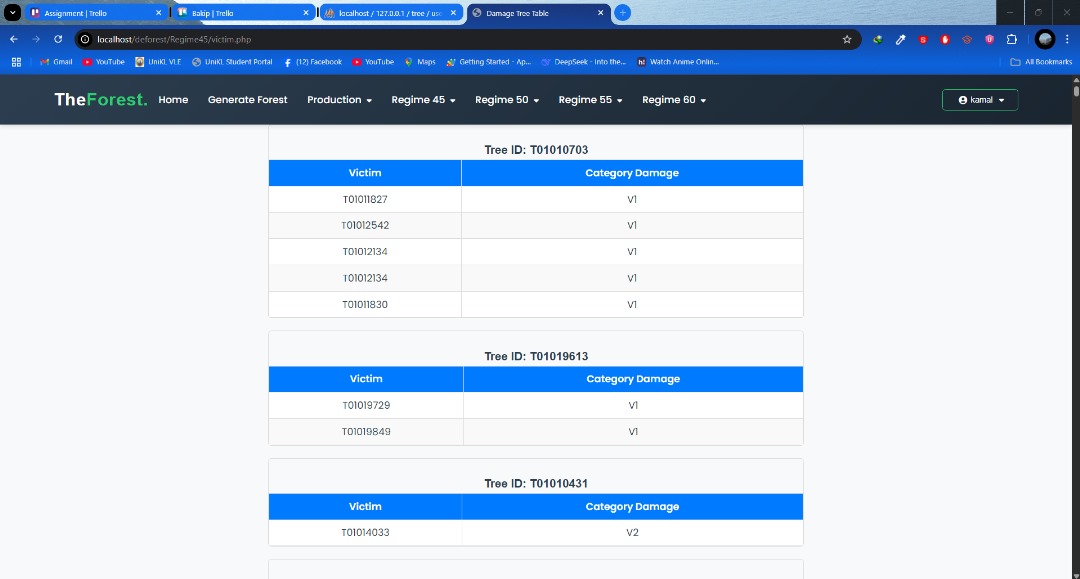 Assignment | Trello
Bakip | Trello
localhost / 127.0.0.1 / tree / us
Damage Tree Table
localhost/deforest/Regime45/victim.php
Gmail
YouTube
UniKL VLE
UniKL Student Portal
(12) Facebook
YouTube
Maps
Getting Started - Ap...
DeepSeek - Into the...
Watch Anime Onlin...
All Bookmarks
TheForest.
Home
Generate Forest
Production
Regime 45
Regime 50
Regime 55
Regime 60
kamal
Tree ID: T01010703
Victim Category Damage
T01011827 V1
T01012542 V1
T01012134 V1
T01012134 V1
T01011830 V1
Tree ID: T01019613
Victim Category Damage
T01019729 V1
T01019849 V1
Tree ID: T01010431
Victim Category Damage
T01014033 V2